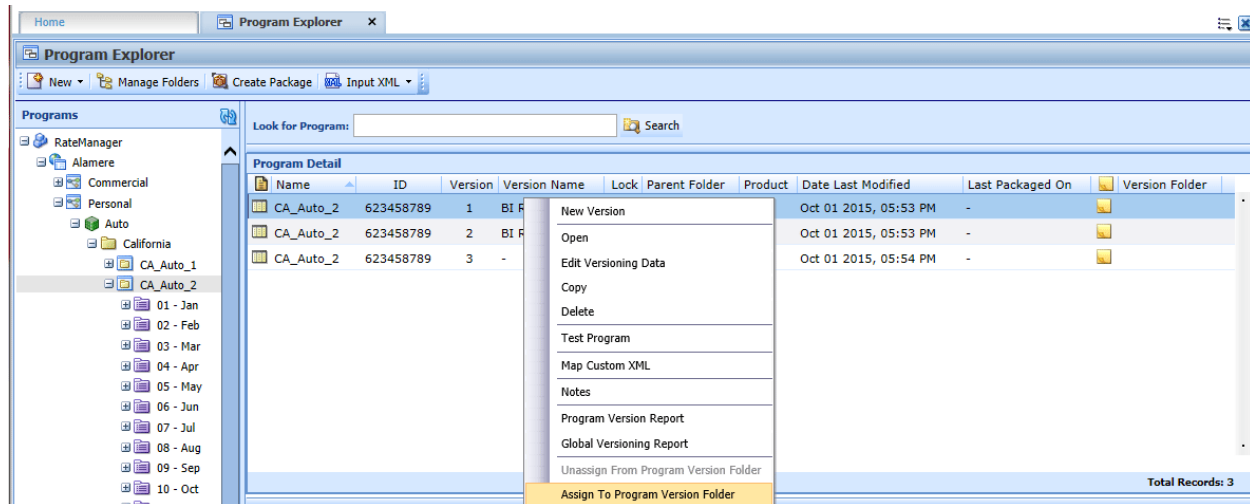 Home
Program Explorer
Program Explorer
New Manage Folders Create Package Input XML
Programs
RateManager
Alamere
Commercial
Personal
Auto
California
CA_Auto_1
CA_Auto_2
01 - Jan
02 - Feb
03 - Mar
04 - Apr
05 - May
06 - Jun
07 - Jul
08 - Aug
09 - Sep
10 - Oct
Look for Program: Search
Program Detail
Name ID Version Version Name Lock Parent Folder Product Date Last Modified Last Packaged On Version Folder
CA_Auto_2 623458789 1 BI Oct 01 2015, 05:53 PM -
CA_Auto_2 623458789 2 BI Oct 01 2015, 05:53 PM -
CA_Auto_2 623458789 3 - Oct 01 2015, 05:54 PM -
New Version
Open
Edit Versioning Data
Copy
Delete
Test Program
Map Custom XML
Notes
Program Version Report
Global Versioning Report
Unassign From Program Version Folder
Assign To Program Version Folder
Total Records: 3